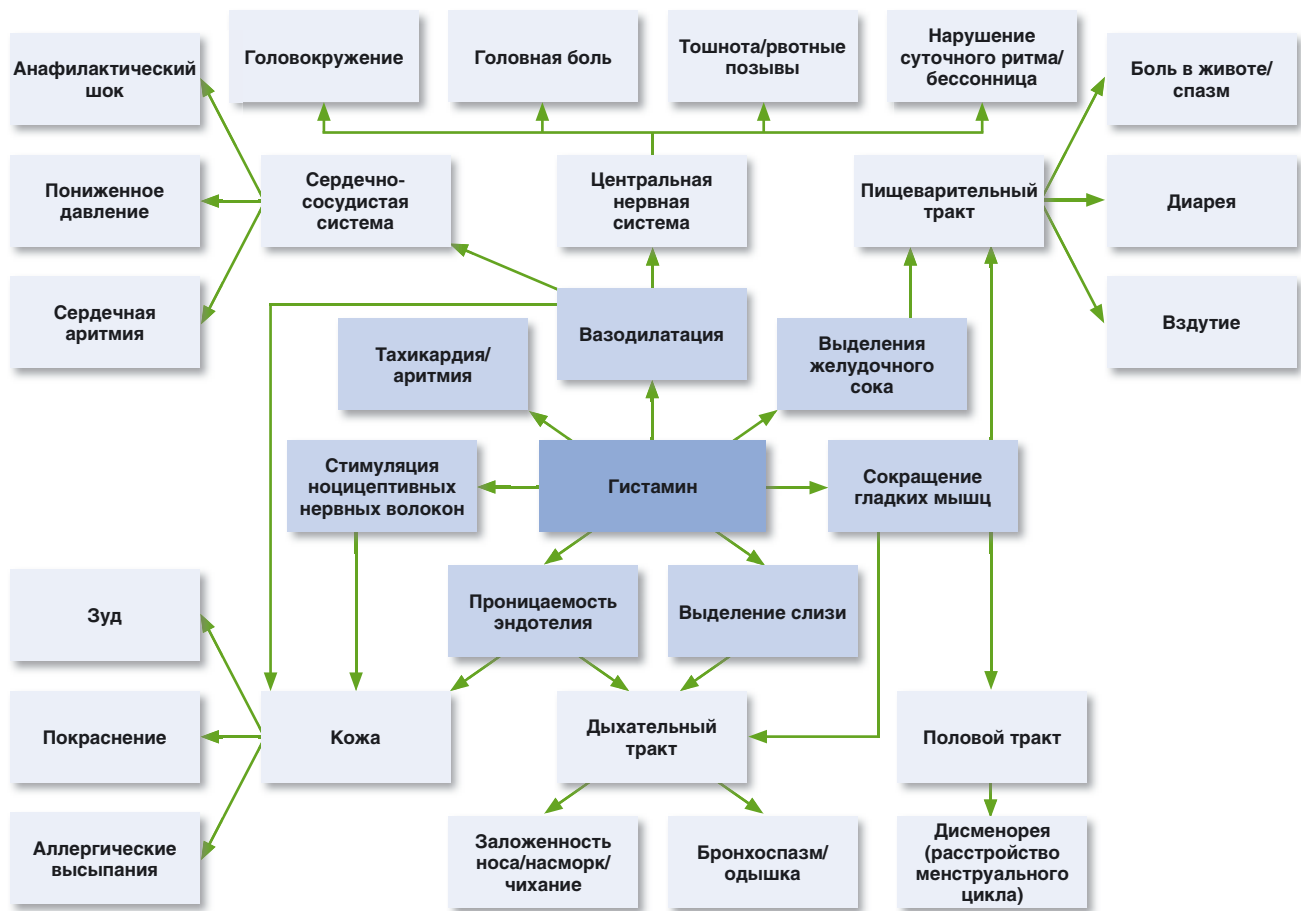 Анафилактический
шок
Головокружение
Головная боль
Тошнота/рвотные
позывы
Нарушение
суточного ритма/
бессонница
Боль в животе/
спазм
Пониженное
давление
Сердечно-
сосудистая
система
Центральная
нервная
система
Пищеварительный
тракт
Диарея
Сердечная
аритмия
Вазодилатация
Вздутие
Тахикардия/
аритмия
Выделения
желудочного
сока
Стимуляция
ноцицептивных
нервных волокон
Гистамин
Сокращение
гладких мышц
Зуд
Проницаемость
эндотелия
Выделение слизи
Покраснение
Кожа
Дыхательный
тракт
Половой тракт
Аллергические
высыпания
Заложенность
носа/насморк/
чихание
Бронхоспазм/
одышка
Дисменорея
(расстройство
менструального
цикла)